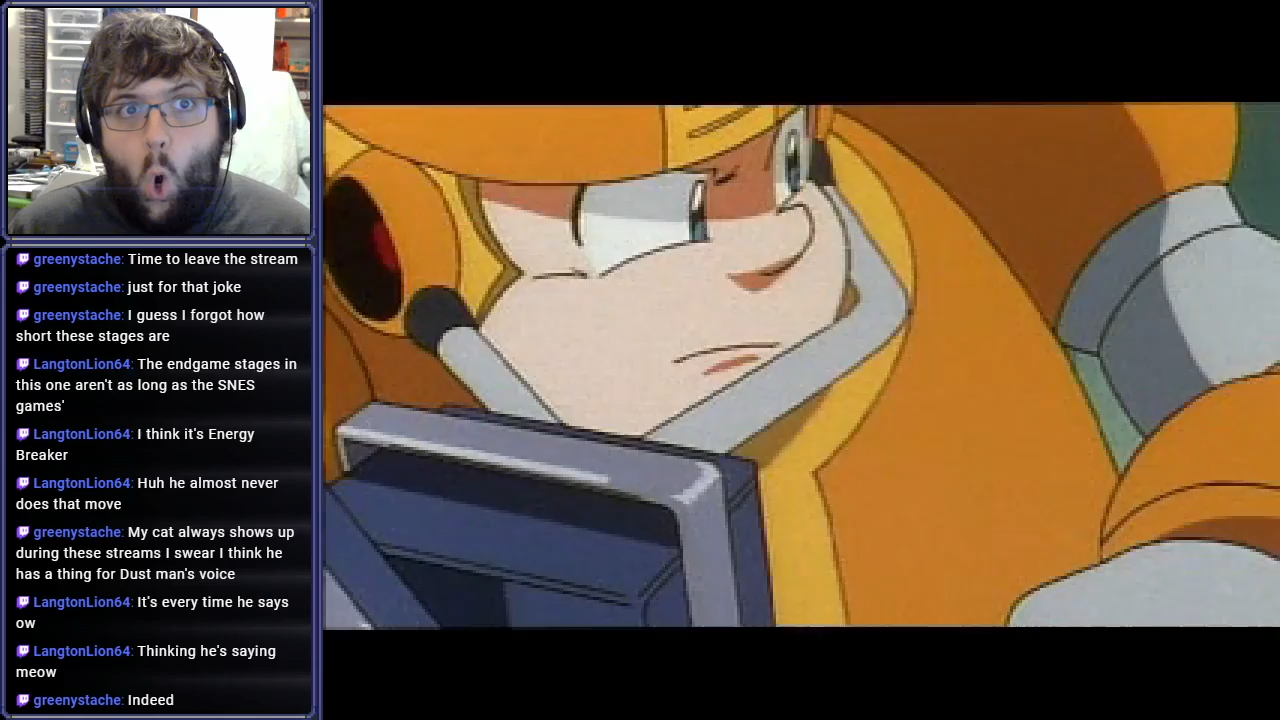 greenystache: Time to leave the stream
greenystache: just for that joke
greenystache: I guess I forgot how
short these stages are
LangtonLion64: The endgame stages in
this one aren't as long as the SNES
games'
LangtonLion64: I think it's Energy
Breaker
LangtonLion64: Huh he almost never
does that move
greenystache: My cat always shows up
during these streams I swear I think he
has a thing for Dust man's voice
LangtonLion64: It's every time he says
ow
LangtonLion64: Thinking he's saying
meow
greenystache: Indeed